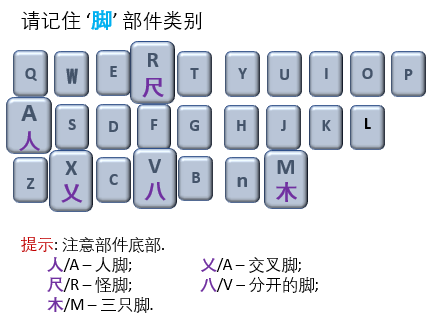 请记住 ‘脚’ 部件类别
Q W E R 尺 T Y U I O P
A 人 S D F G H J K L
Z X 乂 C V 八 B n M 木
提示: 注意部件底部.
人/A – 人脚; 乂/A – 交叉脚;
尺/R – 怪脚; 八/V – 分开的脚;
木/M – 三只脚.